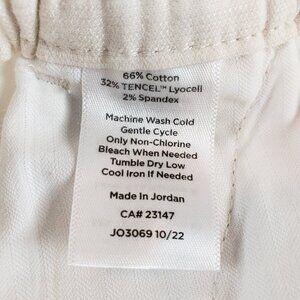 66% Cotton
32% TENCEL™ Lyocell
2% Spandex
Machine Wash Cold
Gentle Cycle
Only Non-Chlorine
Bleach When Needed
Tumble Dry Low
Cool Iron If Needed
Made in Jordan
CA# 23147
JO3069 10/22